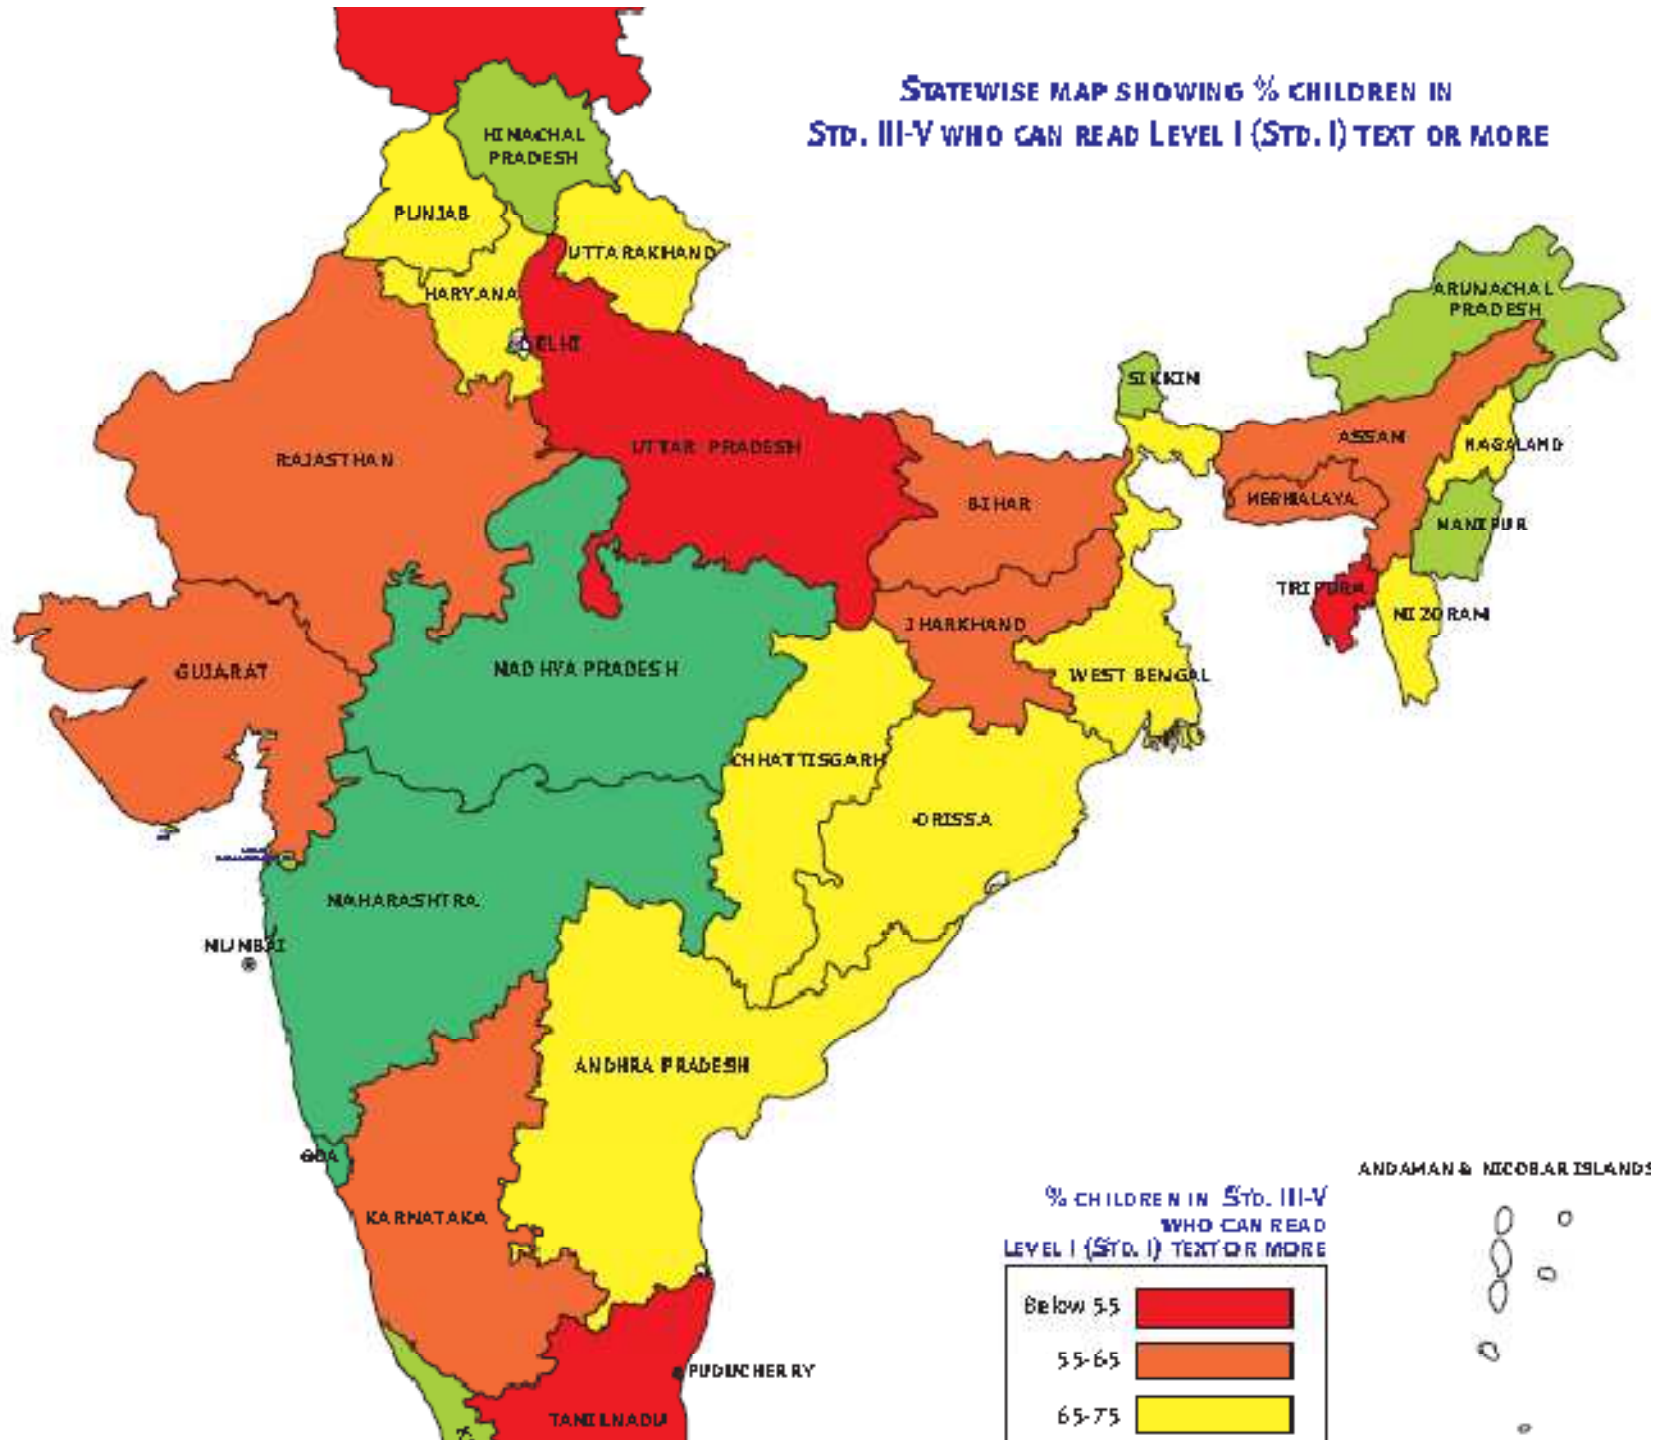 STATEWISE MAP SHOWING % CHILDREN IN
STD. III-V WHO CAN READ LEVEL I (STD. I) TEXT OR MORE
HIMACHAL
PRADESH
PUNJAB
UTTARAKHAND
HARYANA
DELHI
ARUNACHAL
PRADESH
SIKKIM
RAJASTHAN
UTTAR PRADESH
ASSAM
NAGALAND
BIHAR
MEGHALAYA
MANIPUR
TRIPURA
MIZORAM
JHARKHAND
GUJARAT
MADHYA PRADESH
WEST BENGAL
CHHATTISGARH
ORISSA
MAHARASHTRA
MUMBAI
ANDHRA PRADESH
GOA
KARNATAKA
ANDAMAN & NICOBAR ISLANDS
% CHILDREN IN STD. III-V
WHO CAN READ
LEVEL I (STD. I) TEXT OR MORE
Below 55
55-65
65-75
PUDUCHERRY
TAMILNADU